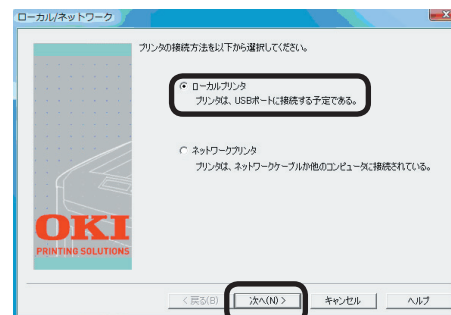 ローカル/ネットワーク
プリンタの接続方法を以下から選択してください。
ローカルプリンタ
プリンタは、USBポートに接続する予定である。
ネットワークプリンタ
プリンタは、ネットワークケーブルか他のコンピュータに接続されている。
OKI
PRINTING SOLUTIONS
< 戻る(B) 次へ(N) > キャンセル ヘルプ